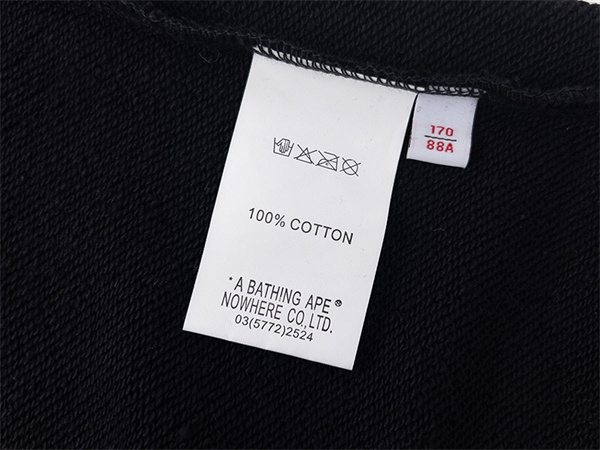 170
88A
100% COTTON
* A BATHING APE®
NOWHERE CO., LTD.
03(5772)2524